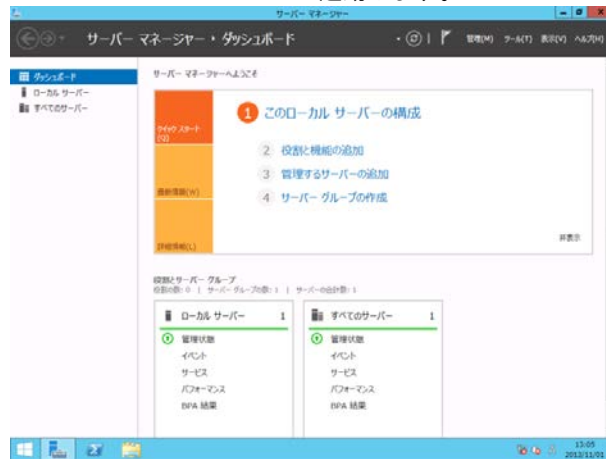 サーバー マネージャー
サーバー マネージャー・ダッシュボード
管理(M) ツール(T) 表示(V) ヘルプ(H)
ダッシュボード
ローカル サーバー
すべてのサーバー
サーバー マネージャーへようこそ
クイック スタート(Q)
最新情報(W)
詳細情報(L)
1 このローカル サーバーの構成
2 役割と機能の追加
3 管理するサーバーの追加
4 サーバー グループの作成
非表示
役割とサーバー グループ
役割の数: 0 | サーバー グループの数: 1 | サーバーの合計数: 1
ローカル サーバー 1
管理状態
イベント
サービス
パフォーマンス
BPA 結果
すべてのサーバー 1
管理状態
イベント
サービス
パフォーマンス
BPA 結果
13:05
2013/11/01